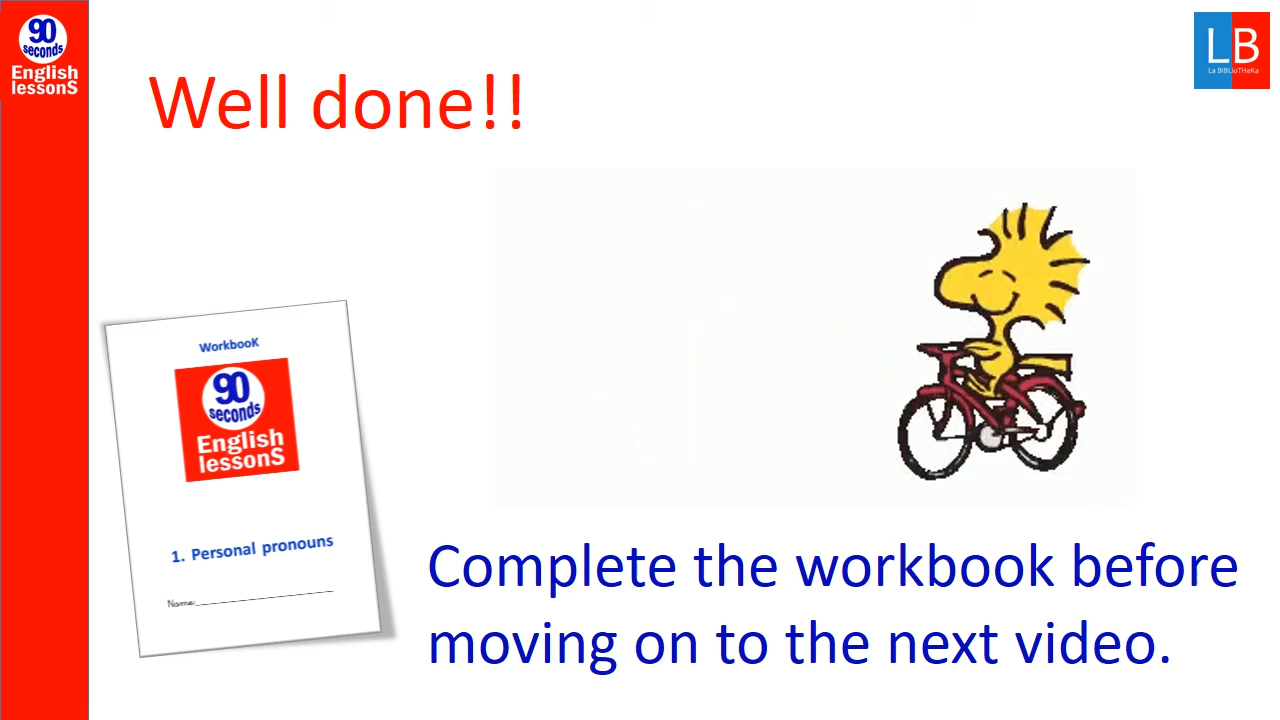 90
seconds
English
lessonS
LB
La BiBLIoTHeKa
Well done!!
WorkbooK
90
seconds
English
lessonS
1. Personal pronouns
Name:
Complete the workbook before
moving on to the next video.